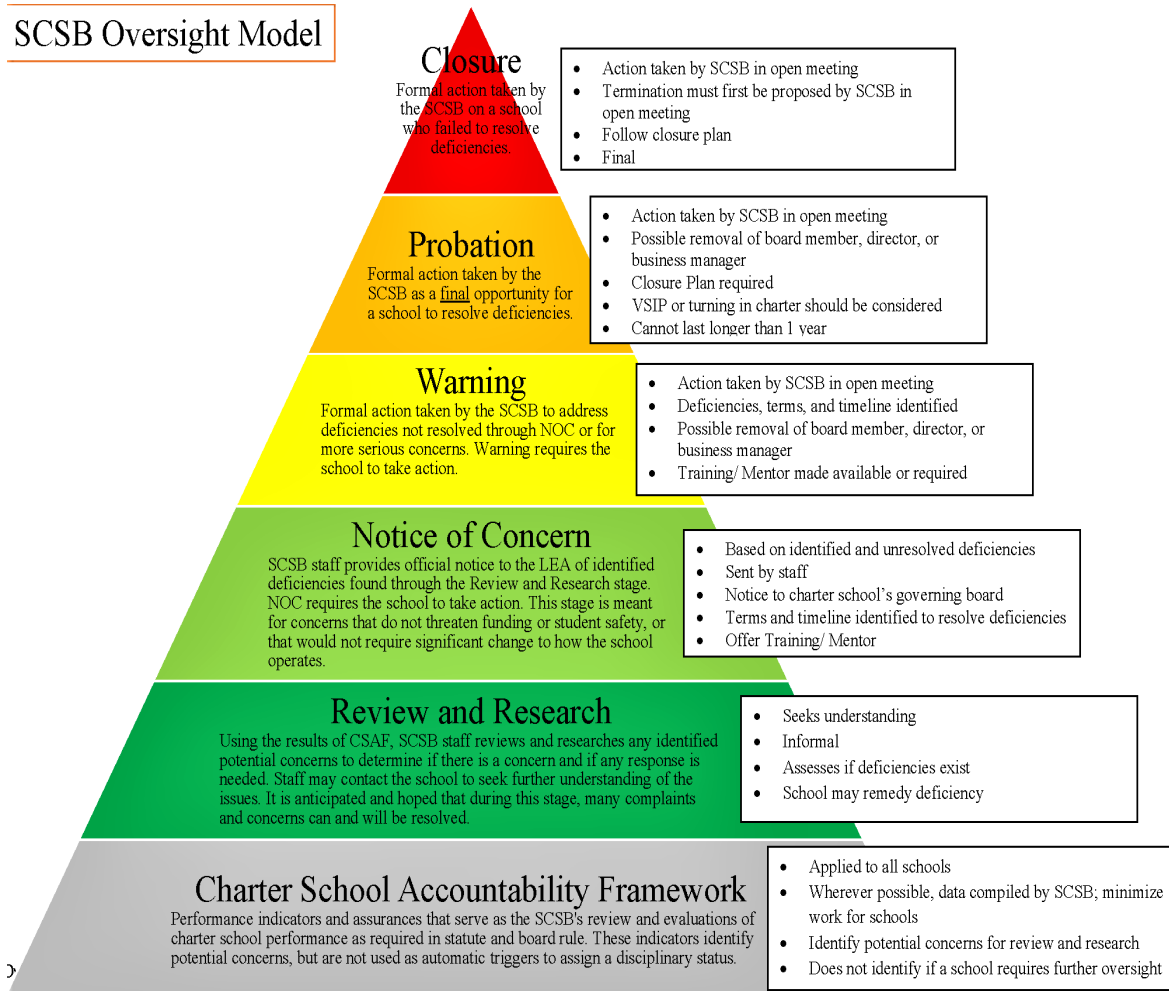 SCSB Oversight Model
Closure
Formal action taken by
the SCSB on a school
who failed to resolve
deficiencies.
• Action taken by SCSB in open meeting
• Termination must first be proposed by SCSB in
open meeting
• Follow closure plan
• Final
Probation
Formal action taken by the
SCSB as a final opportunity for
a school to resolve deficiencies.
• Action taken by SCSB in open meeting
• Possible removal of board member, director, or
business manager
• Closure Plan required
• VSIP or turning in charter should be considered
• Cannot last longer than 1 year
Warning
Formal action taken by the SCSB to address
deficiencies not resolved through NOC or for
more serious concerns. Warning requires the
school to take action.
• Action taken by SCSB in open meeting
• Deficiencies, terms, and timeline identified
• Possible removal of board member, director, or
business manager
• Training/ Mentor made available or required
Notice of Concern
SCSB staff provides official notice to the LEA of identified
deficiencies found through the Review and Research stage.
NOC requires the school to take action. This stage is meant
for concerns that do not threaten funding or student safety, or
that would not require significant change to how the school
operates.
• Based on identified and unresolved deficiencies
• Sent by staff
• Notice to charter school's governing board
• Terms and timeline identified to resolve deficiencies
• Offer Training/ Mentor
Review and Research
Using the results of CSAF, SCSB staff reviews and researches any identified
potential concerns to determine if there is a concern and if any response is
needed. Staff may contact the school to seek further understanding of the
issues. It is anticipated and hoped that during this stage, many complaints
and concerns can and will be resolved.
• Seeks understanding
• Informal
• Assesses if deficiencies exist
• School may remedy deficiency
Charter School Accountability Framework
Performance indicators and assurances that serve as the SCSB's review and evaluations of
charter school performance as required in statute and board rule. These indicators identify
potential concerns, but are not used as automatic triggers to assign a disciplinary status.
• Applied to all schools
• Wherever possible, data compiled by SCSB; minimize
work for schools
• Identify potential concerns for review and research
• Does not identify if a school requires further oversight